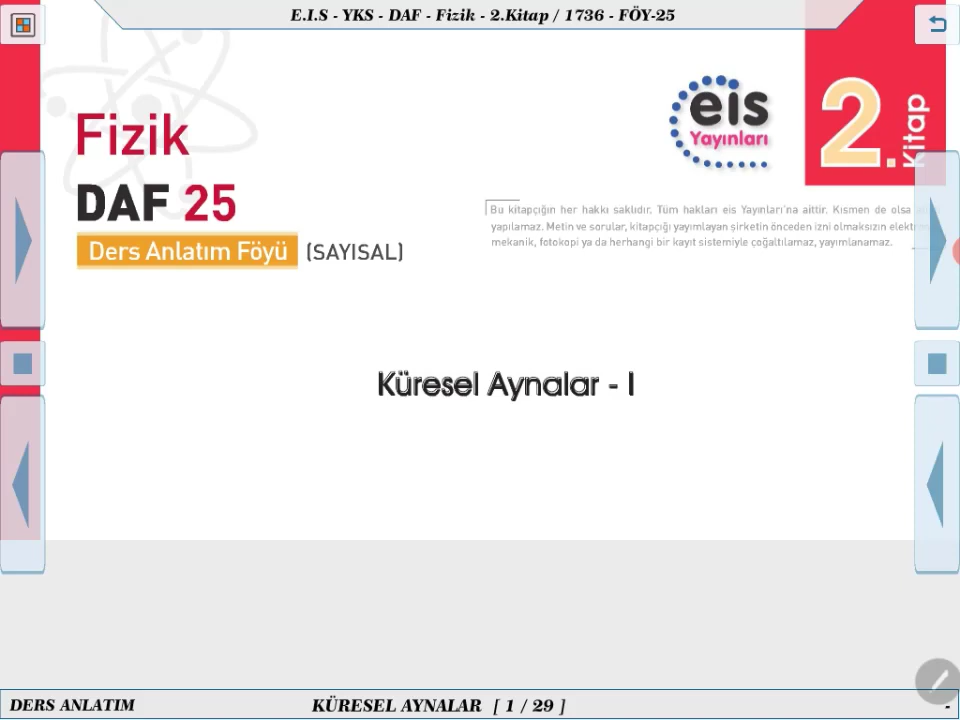 E.I.S - YKS - DAF - Fizik - 2.Kitap / 1736 - FÖY-25
Fizik
DAF 25
Ders Anlatım Föyü (SAYISAL)
eis
Yayınları
2.
Kitap
Bu kitapçığın her hakkı saklıdır. Tüm hakları eis Yayınları'na aittir. Kısmen de olsa
yapılamaz. Metin ve sorular, kitapçığı yayımlayan şirketin önceden izni olmaksızın
mekanik, fotokopi ya da herhangi bir kayıt sistemiyle çoğaltılamaz, yayımlanamaz.
Küresel Aynalar - I
DERS ANLATIM
KÜRESEL AYNALAR [ 1 / 29 ]
-